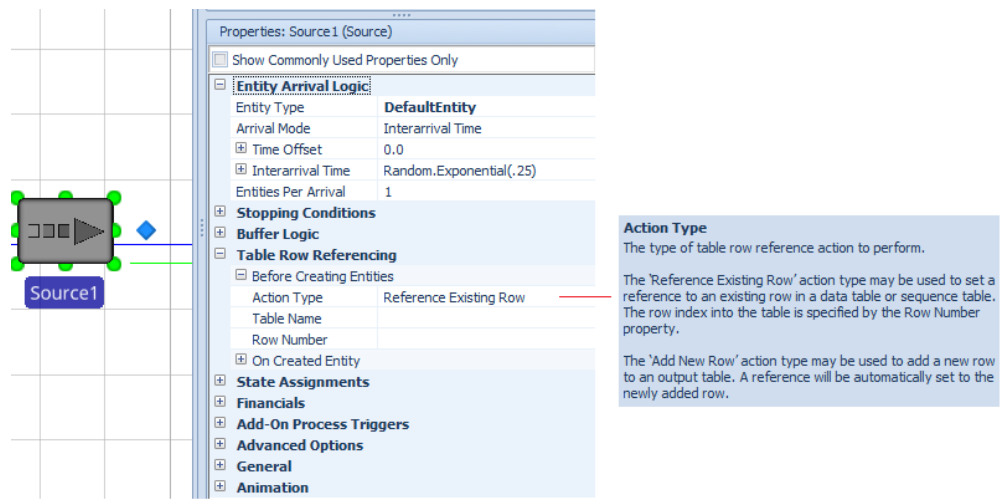 Properties: Source1 (Source)
Show Commonly Used Properties Only
Entity Arrival Logic
Entity Type DefaultEntity
Arrival Mode Interarrival Time
Time Offset 0.0
Interarrival Time Random.Exponential(.25)
Entities Per Arrival 1
Stopping Conditions
Buffer Logic
Table Row Referencing
Before Creating Entities
Action Type Reference Existing Row
Table Name
Row Number
On Created Entity
State Assignments
Financials
Add-On Process Triggers
Advanced Options
General
Animation
Source1
Action Type
The type of table row reference action to perform.
The 'Reference Existing Row' action type may be used to set a
reference to an existing row in a data table or sequence table.
The row index into the table is specified by the Row Number
property.
The 'Add New Row' action type may be used to add a new row
to an output table. A reference will be automatically set to the
newly added row.